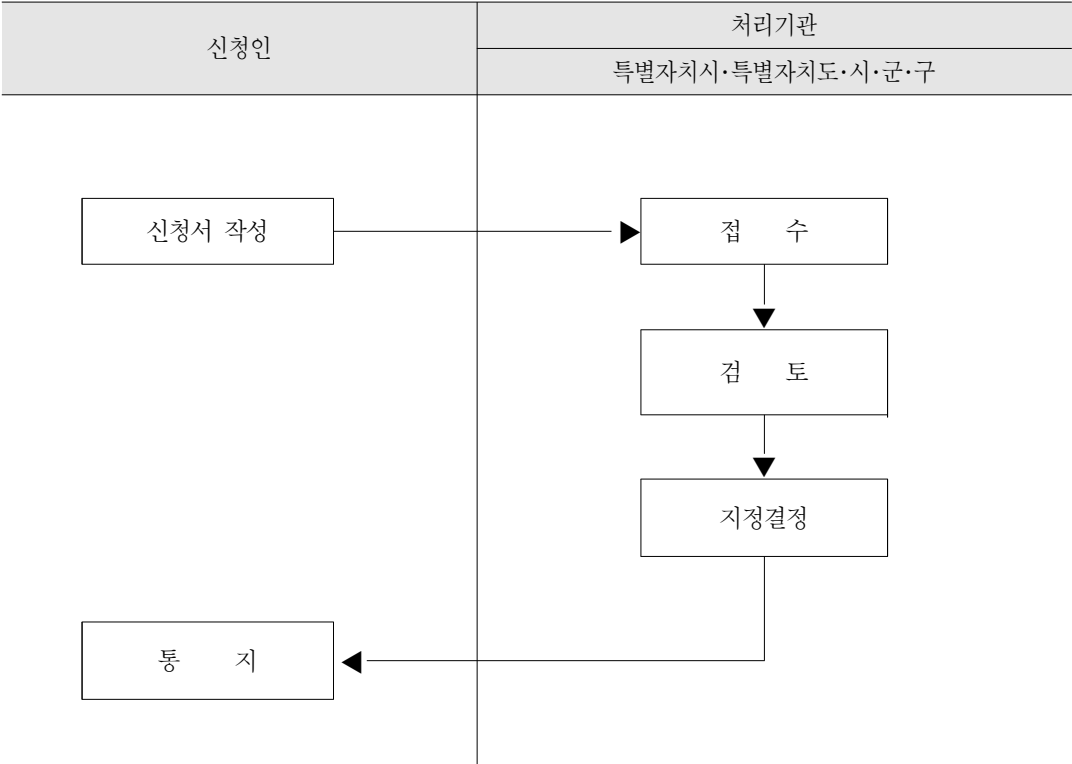 신청인
처리기관
특별자치시·특별자치도·시·군·구
신청서 작성
접 수
검 토
지정결정
통 지